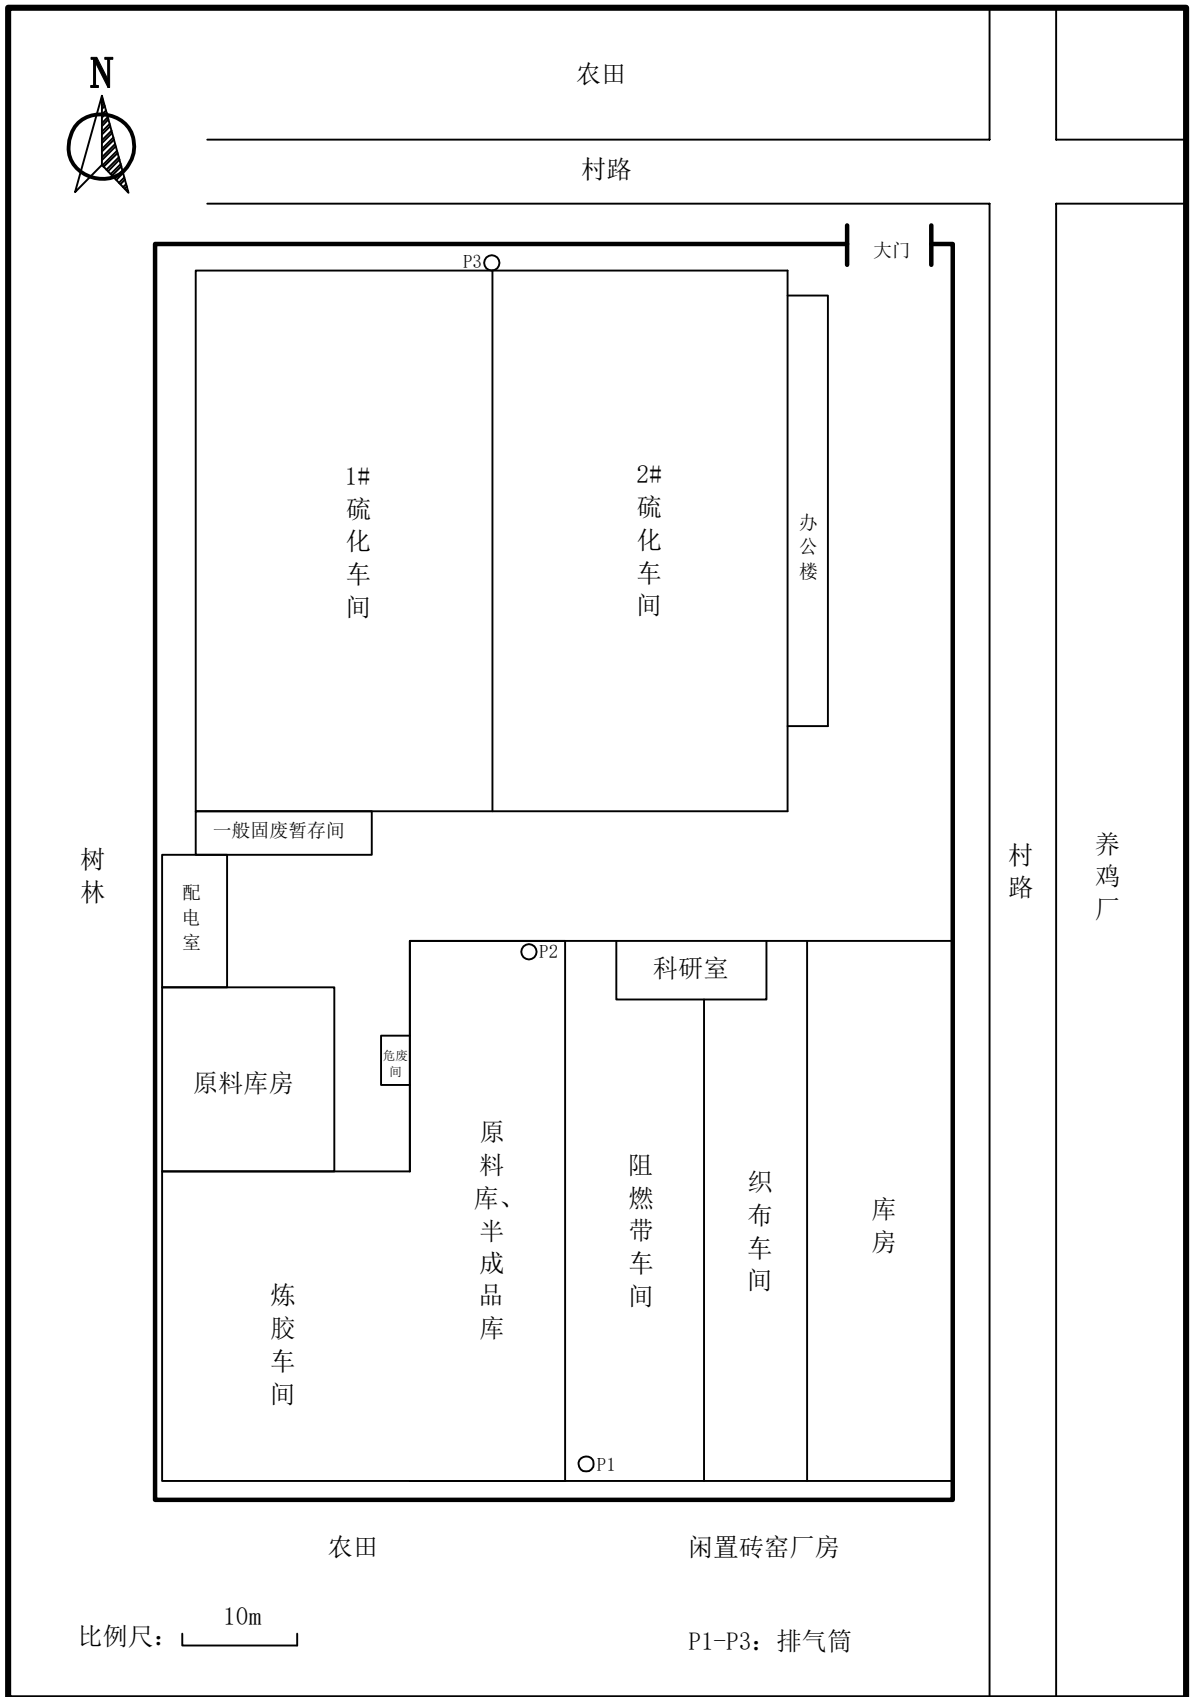 N
农田
村路
大门
P3
1#硫化车间
2#硫化车间
办公楼
一般固废暂存间
树林
配电室
村路
养鸡厂
P2
科研室
危废间
原料库房
原料库、半成品库
阻燃带车间
织布车间
库房
炼胶车间
P1
农田
闲置砖窑厂房
10m
比例尺：
P1-P3：排气筒